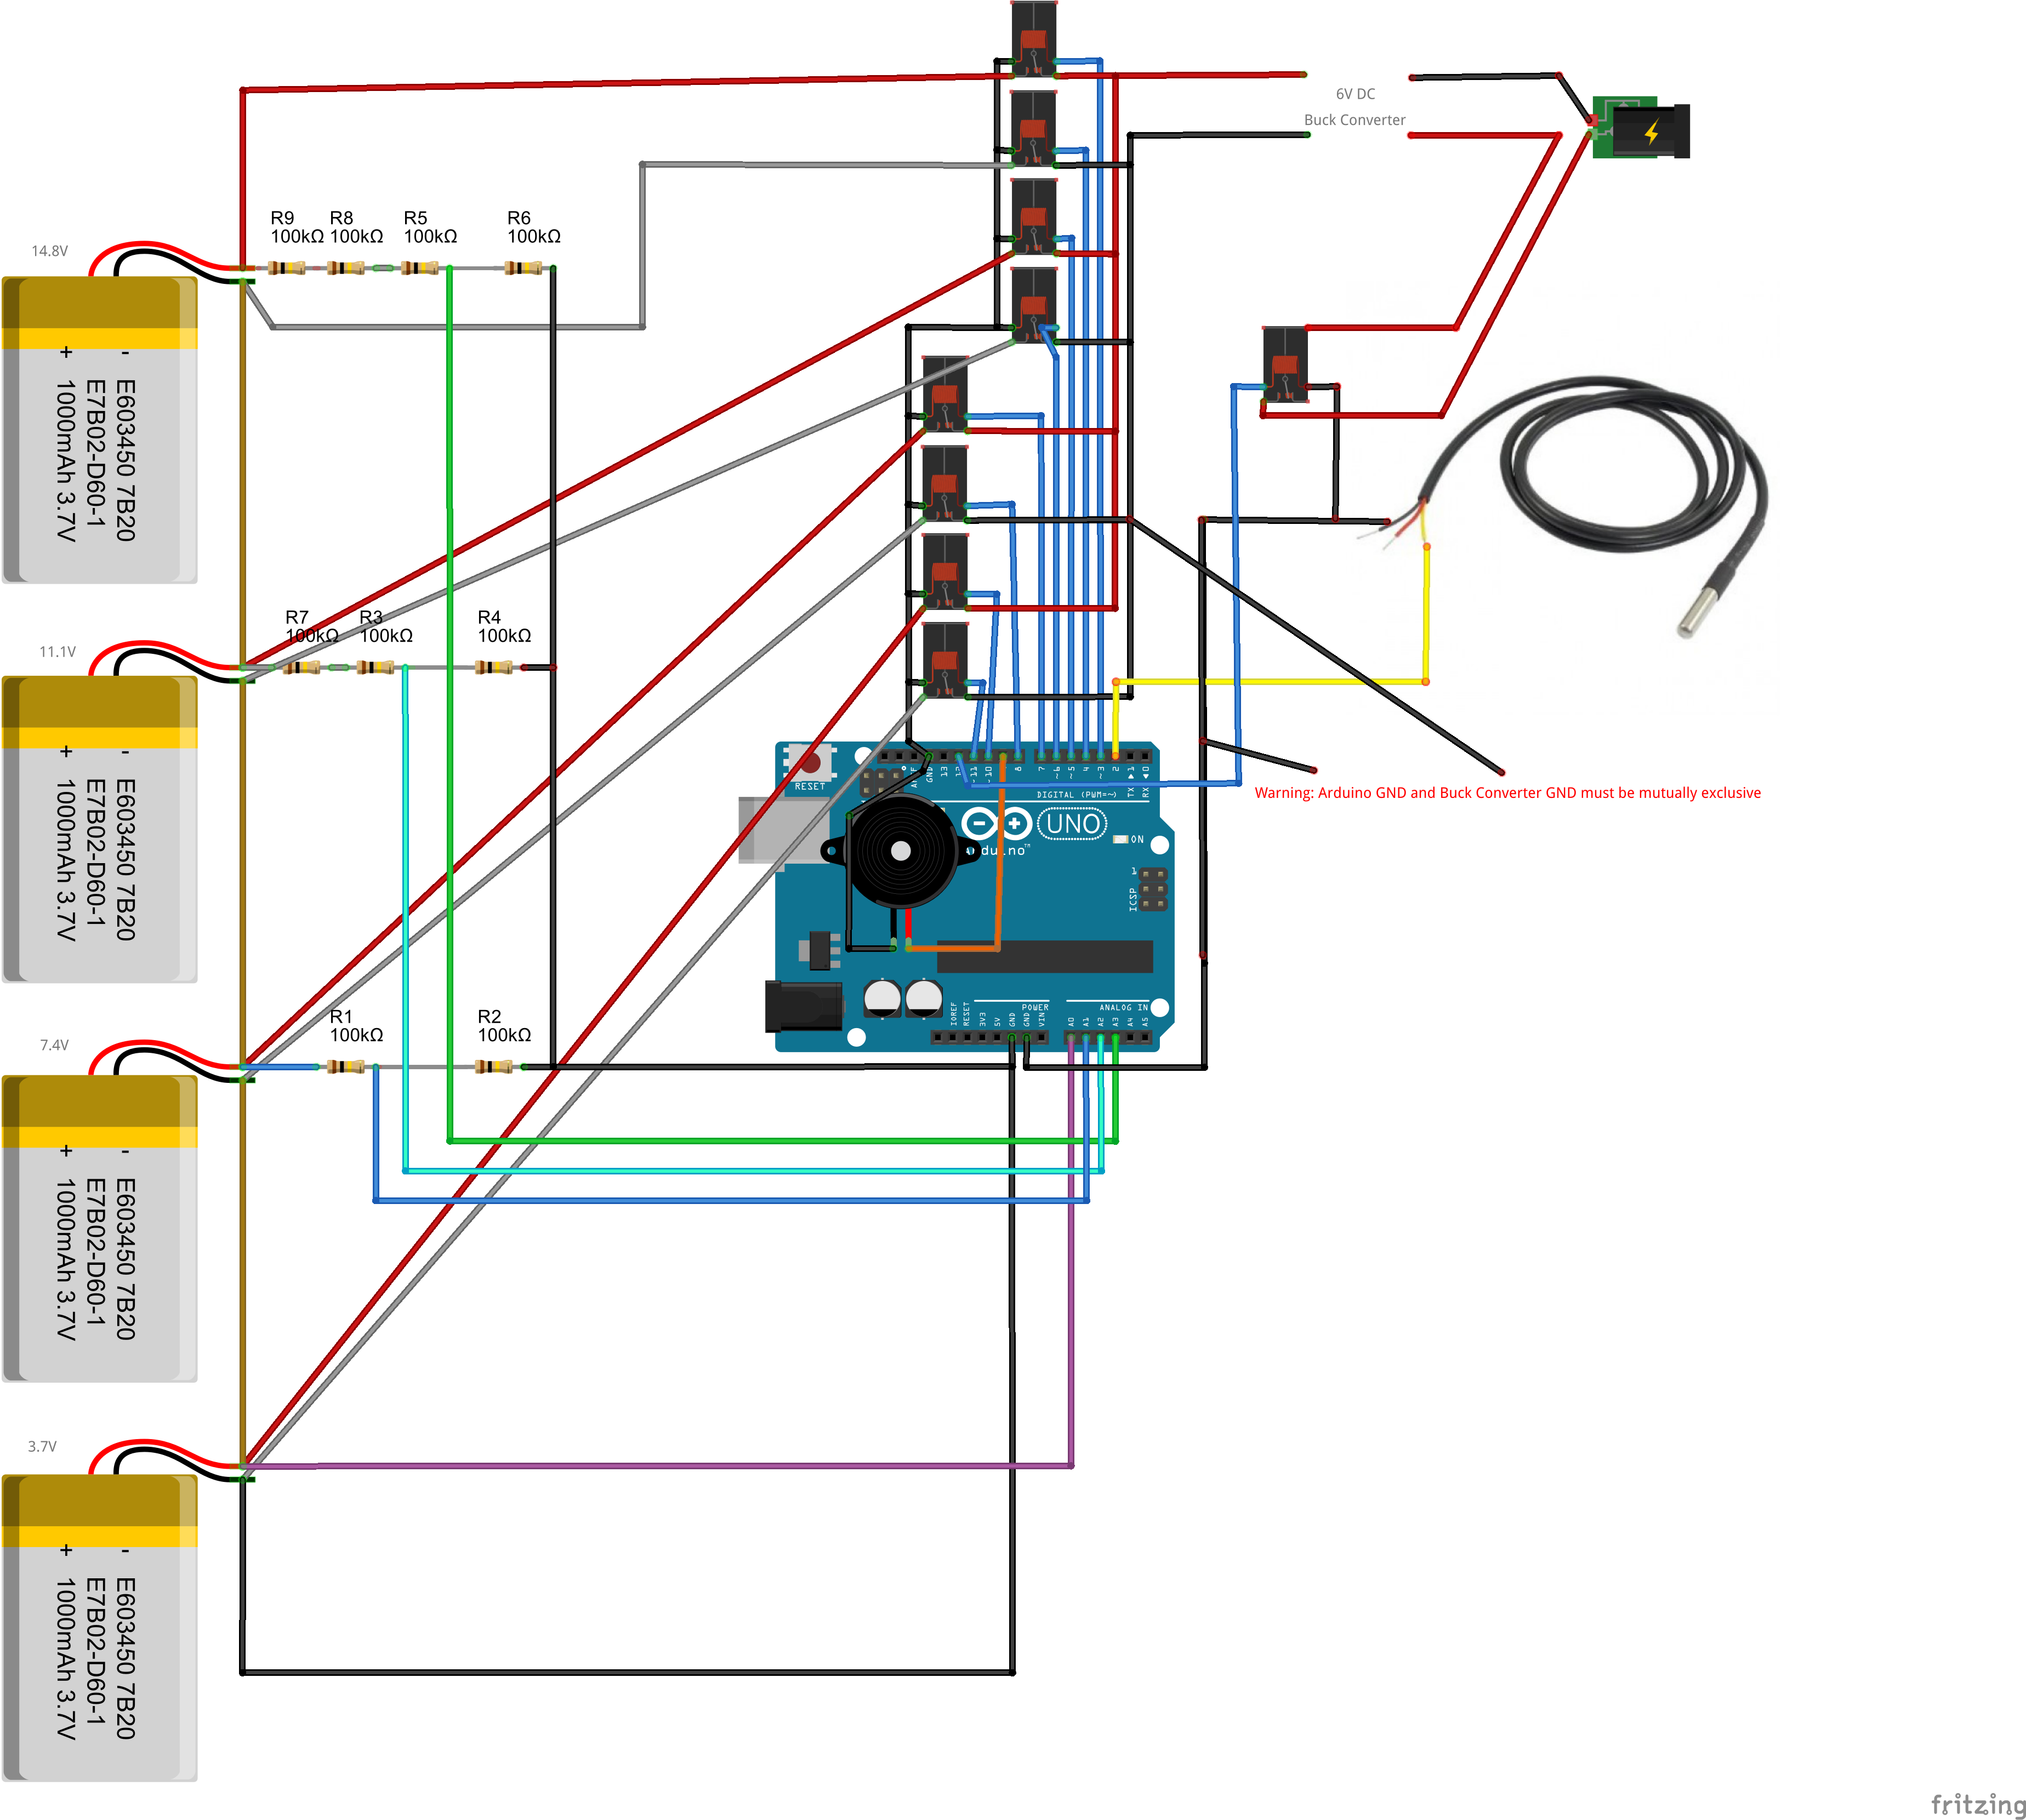 6V DC
Buck Converter
14.8V
R9
100kΩ
R8
100kΩ
R5
100kΩ
R6
100kΩ
+ -
E603450 7B20
E7B02-D60-1
1000mAh 3.7V
11.1V
R7
100kΩ
R3
100kΩ
R4
100kΩ
+ -
E603450 7B20
E7B02-D60-1
1000mAh 3.7V
RESET
GND
13
~11
~10
8
7
~6
~5
4
~3
2
TX 1
RX 0
DIGITAL (PWM=~)
UNO
ON
1
ICSP
Warning: Arduino GND and Buck Converter GND must be mutually exclusive
POWER
ANALOG IN
IOREF
RESET
3V3
5V
GND
GND
VIN
A0
A1
A2
A3
A4
A5
7.4V
R1
100kΩ
R2
100kΩ
+ -
E603450 7B20
E7B02-D60-1
1000mAh 3.7V
3.7V
+ -
E603450 7B20
E7B02-D60-1
1000mAh 3.7V
fritzing